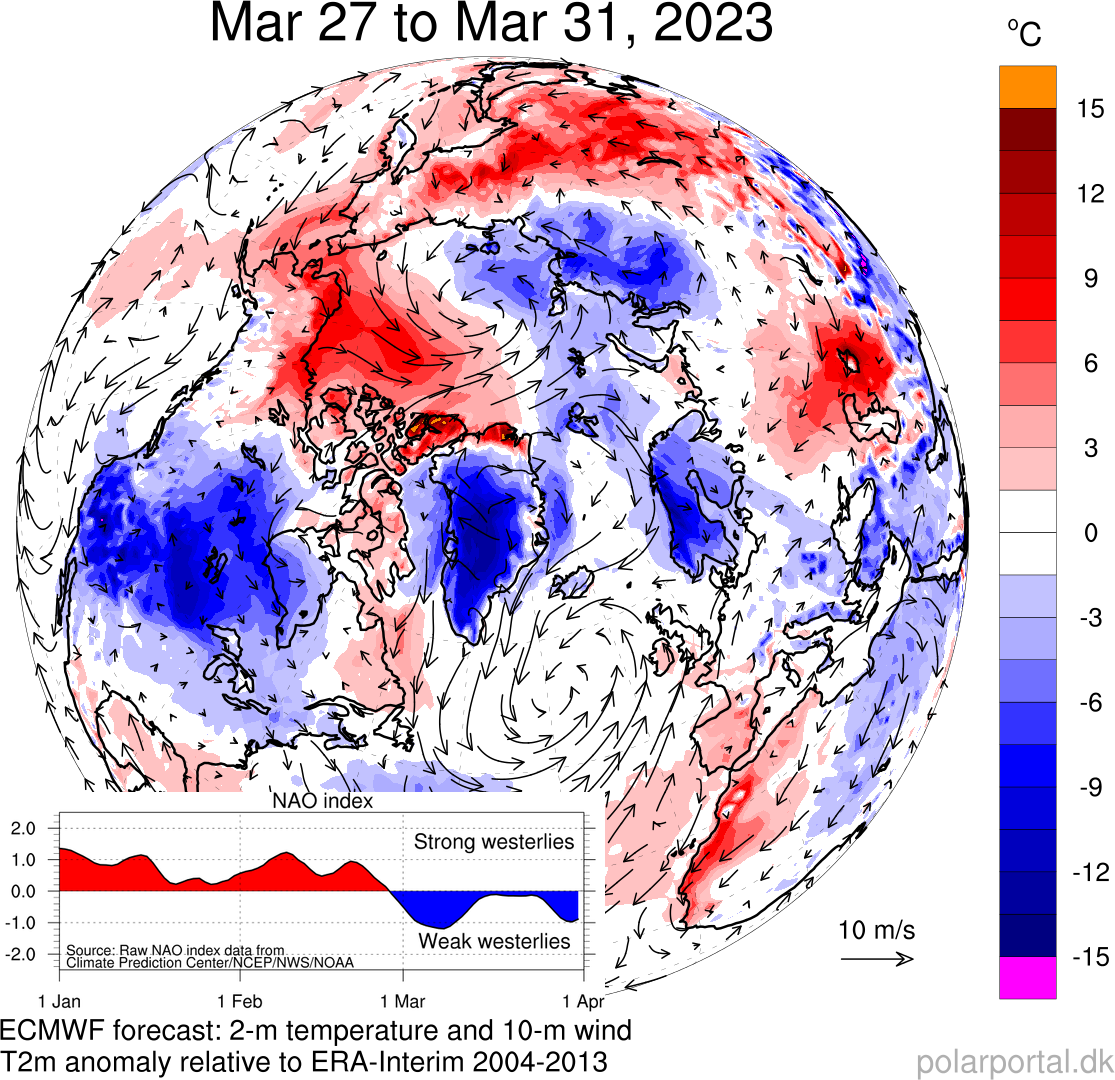 Mar 27 to Mar 31, 2023
°C
15
12
9
6
3
0
-3
-6
-9
-12
-15
10 m/s
NAO index
2.0
1.0
0.0
-1.0
-2.0
Strong westerlies
Weak westerlies
Source: Raw NAO index data from
Climate Prediction Center/NCEP/NWS/NOAA
1 Jan 1 Feb 1 Mar 1 Apr
ECMWF forecast: 2-m temperature and 10-m wind
T2m anomaly relative to ERA-Interim 2004-2013
polarportal.dk